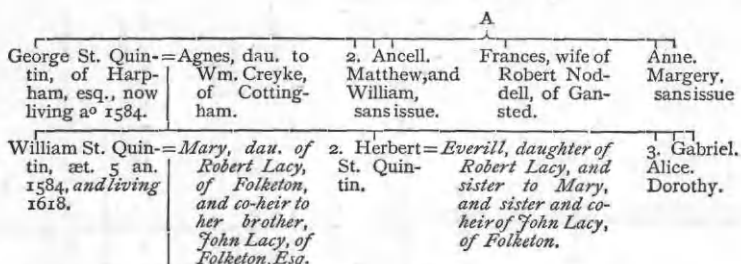 A
George St. Quin-
tin, of Harp-
ham, esq., now
living aº 1584.
=Agnes, dau. to
Wm. Creyke,
of Cotting-
ham.
2. Ancell.
Matthew, and
William,
sans issue.
Frances, wife of
Robert Nod-
dell, of Gan-
sted.
Anne.
Margery,
sans issue
William St. Quin-
tin, æt. 5 an.
1584, and living
1618.
=Mary, dau. of
Robert Lacy,
of Folketon,
and co-heir to
her brother,
John Lacy, of
Folketon, Esq.
2. Herbert
St. Quin-
tin.
=Everill, daughter of
Robert Lacy, and
sister to Mary,
and sister and co-
heir of John Lacy,
of Folketon.
3. Gabriel.
Alice.
Dorothy.